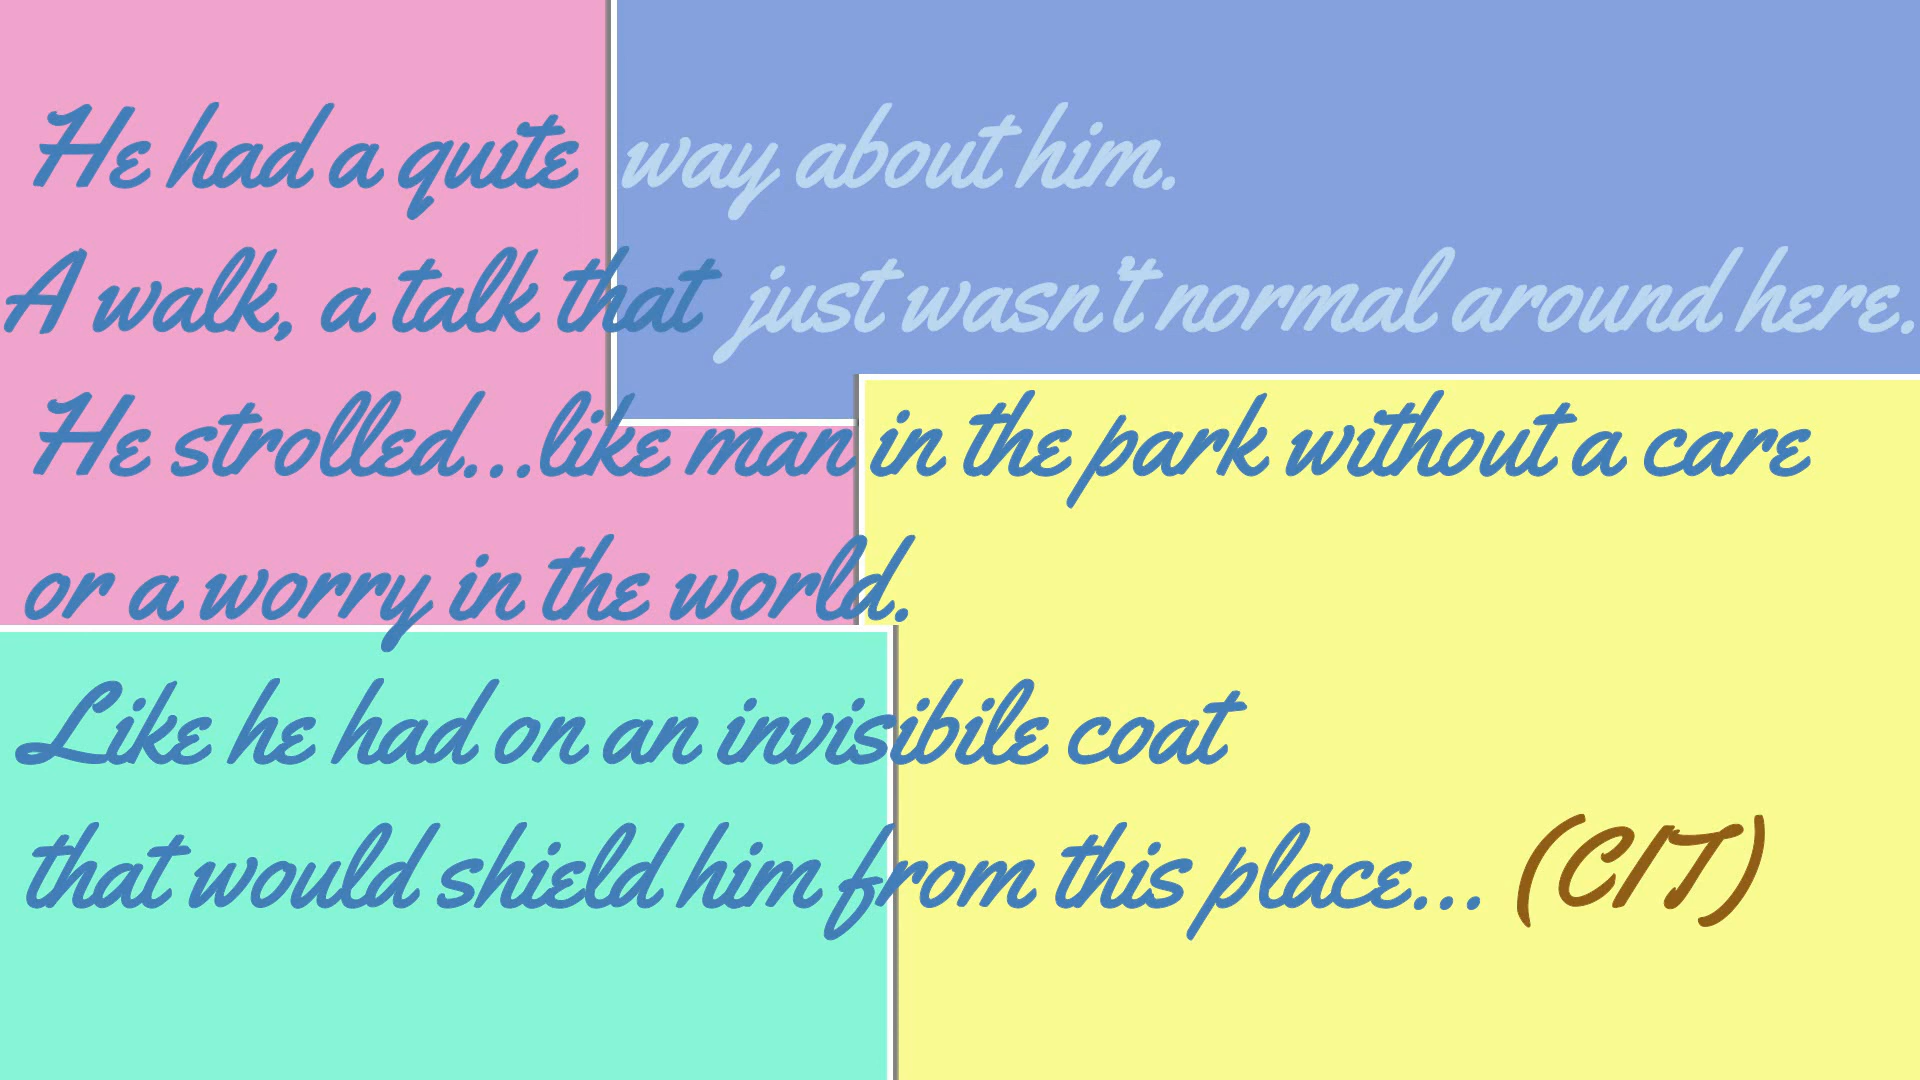 He had a quite way about him.
A walk, a talk that just wasn't normal around here.
He strolled...like man in the park without a care
or a worry in the world.
Like he had on an invisibile coat
that would shield him from this place... (CIT)